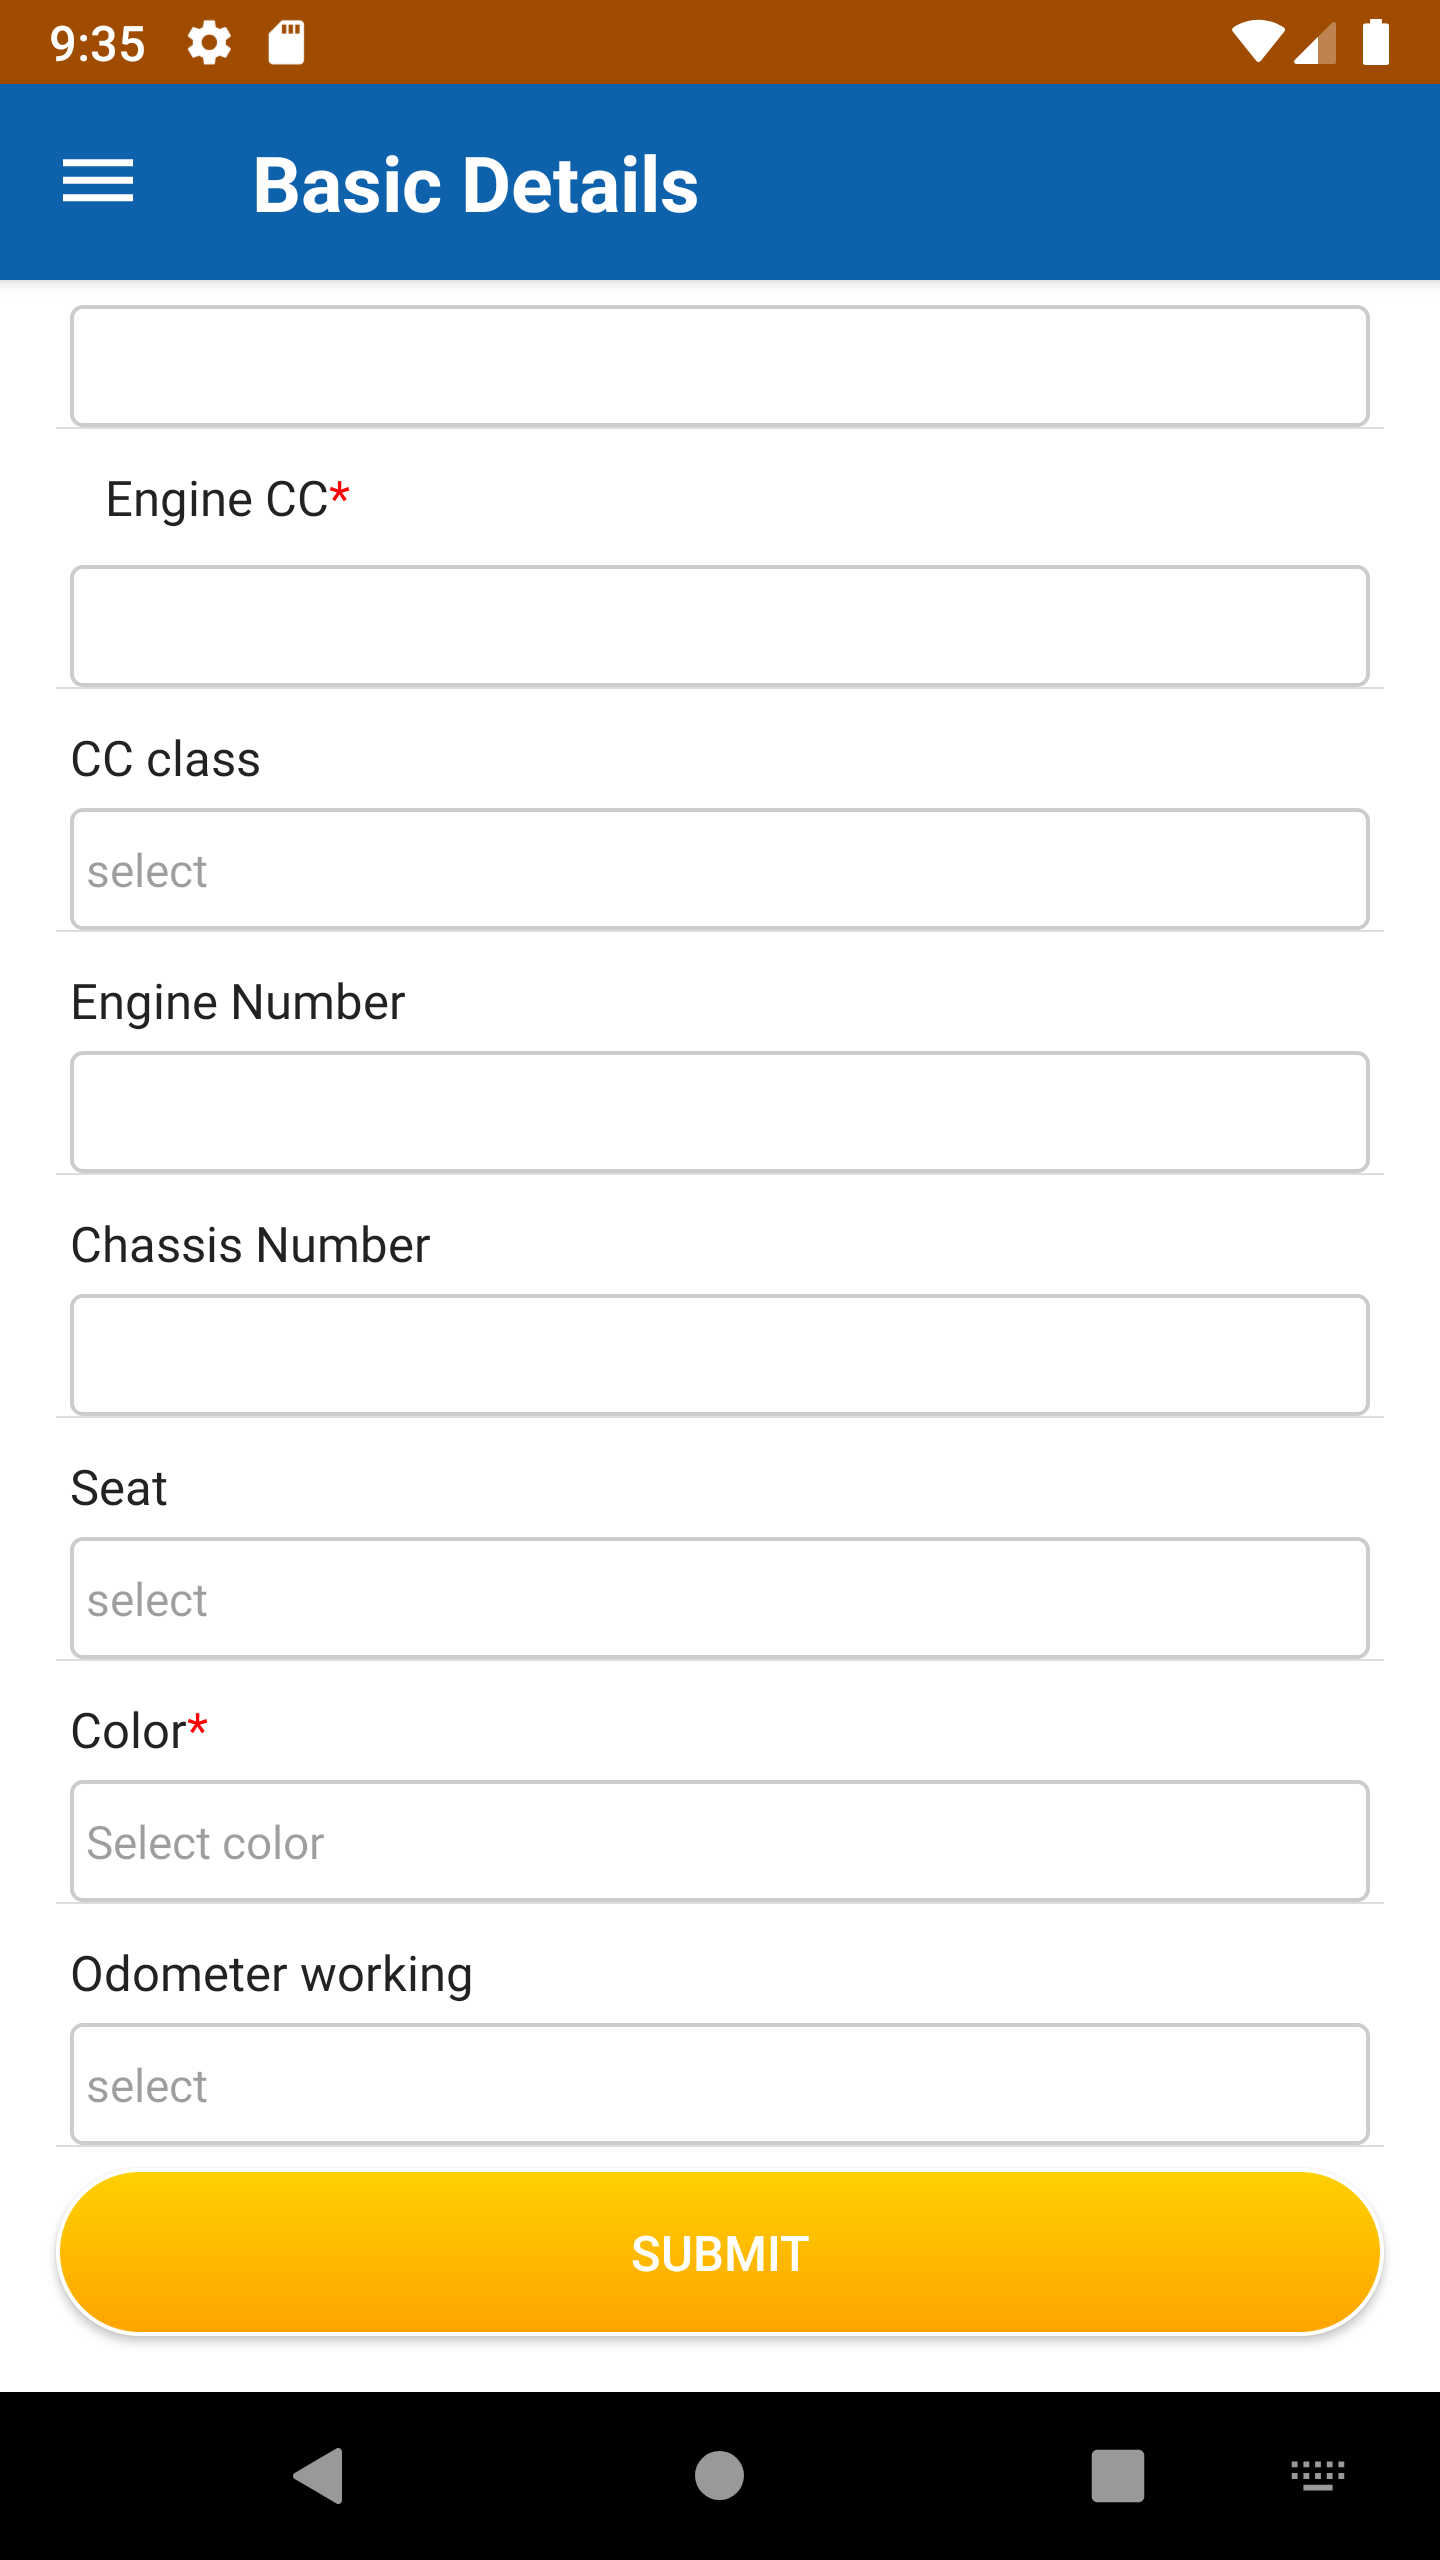 9:35
Basic Details
Engine CC*
CC class
select
Engine Number
Chassis Number
Seat
select
Color*
Select color
Odometer working
select
SUBMIT